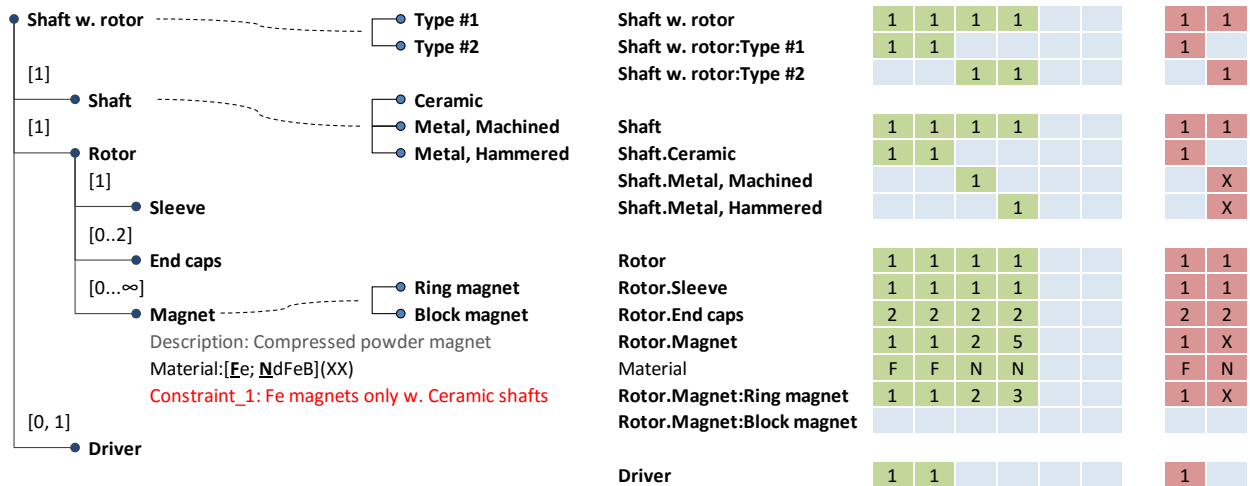 Shaft w. rotor Type #1 Shaft w. rotor 1 1 1 1 1 1
Type #2 Shaft w. rotor:Type #1 1 1 1
[1] Shaft w. rotor:Type #2 1 1 1
Shaft Ceramic
[1] Metal, Machined Shaft 1 1 1 1 1 1
Rotor Metal, Hammered Shaft.Ceramic 1 1 1
[1] Shaft.Metal, Machined 1 X
Sleeve Shaft.Metal, Hammered 1 X
[0..2]
End caps Rotor 1 1 1 1 1 1
[0...∞] Ring magnet Rotor.Sleeve 1 1 1 1 1 1
Magnet Block magnet Rotor.End caps 2 2 2 2 2 2
Description: Compressed powder magnet Rotor.Magnet 1 1 2 5 1 X
Material:[Fe; NdFeB](XX) Material F F N N F N
Constraint_1: Fe magnets only w. Ceramic shafts Rotor.Magnet:Ring magnet 1 1 2 3 1 X
[0, 1] Rotor.Magnet:Block magnet
Driver
Driver 1 1 1